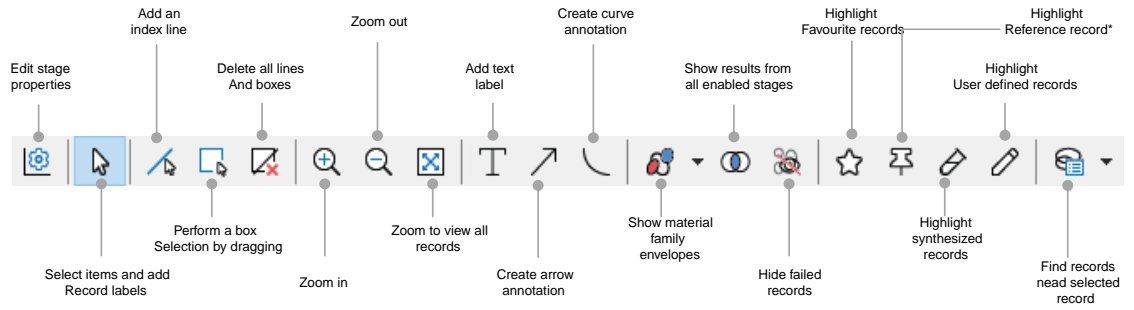 Add an
index line
Zoom out
Create curve
annotation
Highlight
Favourite records
Highlight
Reference record*
Edit stage
properties
Delete all lines
And boxes
Add text
label
Show results from
all enabled stages
Highlight
User defined records
T
Perform a box
Selection by dragging
Zoom to view all
records
Show material
family
envelopes
Highlight
synthesized
records
Select items and add
Record labels
Zoom in
Create arrow
annotation
Hide failed
records
Find records
nead selected
record